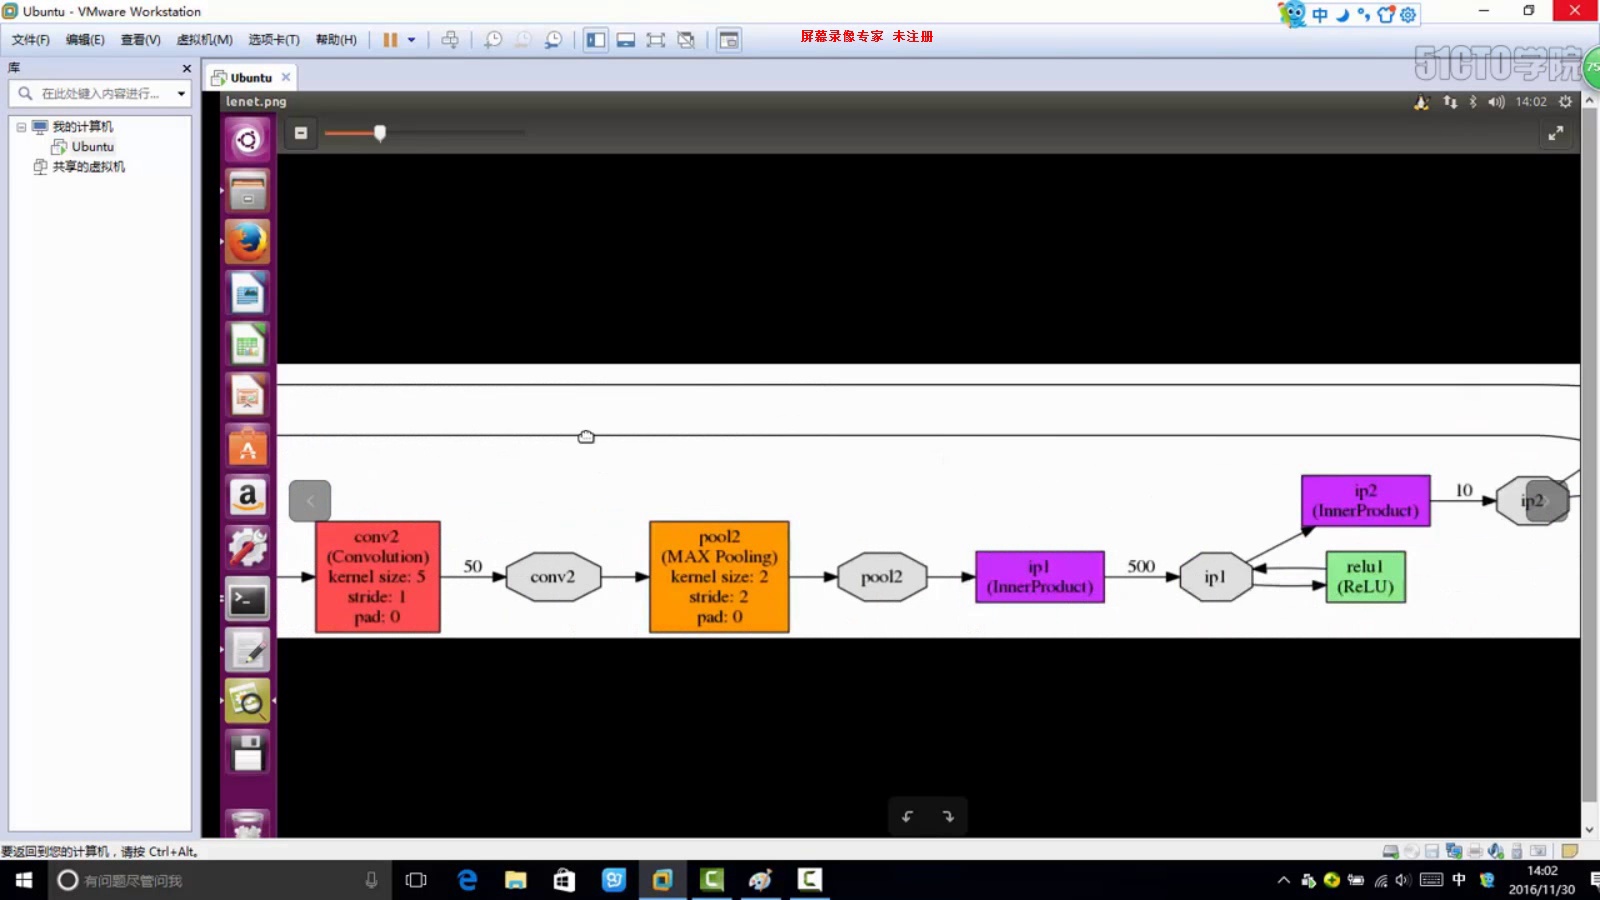 Ubuntu - VMware Workstation
中
文件(F) 编辑(E) 查看(V) 虚拟机(M) 选项卡(T) 帮助(H)
屏幕录像专家 未注册
51CTO学院
75
库
在此处键入内容进行...
我的计算机
Ubuntu
共享的虚拟机
Ubuntu
lenet.png
14:02
conv2
(Convolution)
kernel size: 5
stride: 1
pad: 0
50
conv2
pool2
(MAX Pooling)
kernel size: 2
stride: 2
pad: 0
pool2
ip1
(InnerProduct)
500
ip1
ip2
(InnerProduct)
10
ip2
relu1
(ReLU)
要返回到您的计算机，请按 Ctrl+Alt。
有问题尽管问我
中
14:02
2016/11/30